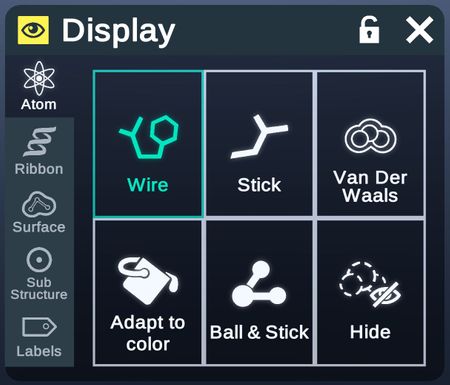 Display
Atom
Ribbon
Surface
Sub
Structure
Labels
Wire
Stick
Van Der
Waals
Adapt to
color
Ball & Stick
Hide